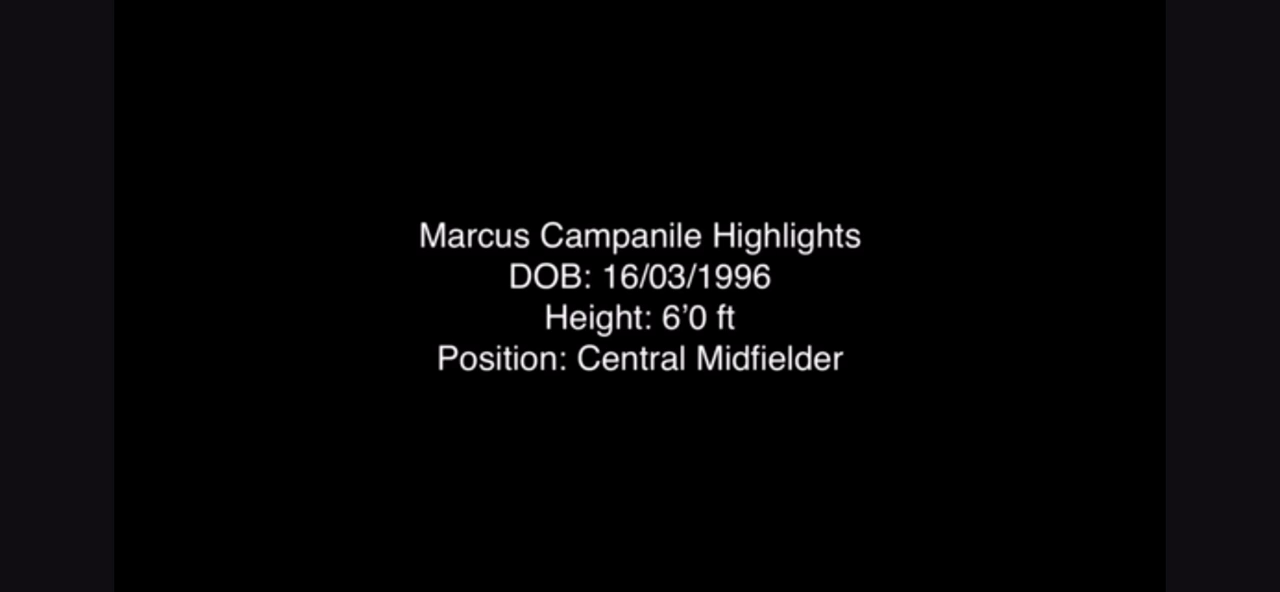 Marcus Campanile Highlights
DOB: 16/03/1996
Height: 6’0 ft
Position: Central Midfielder